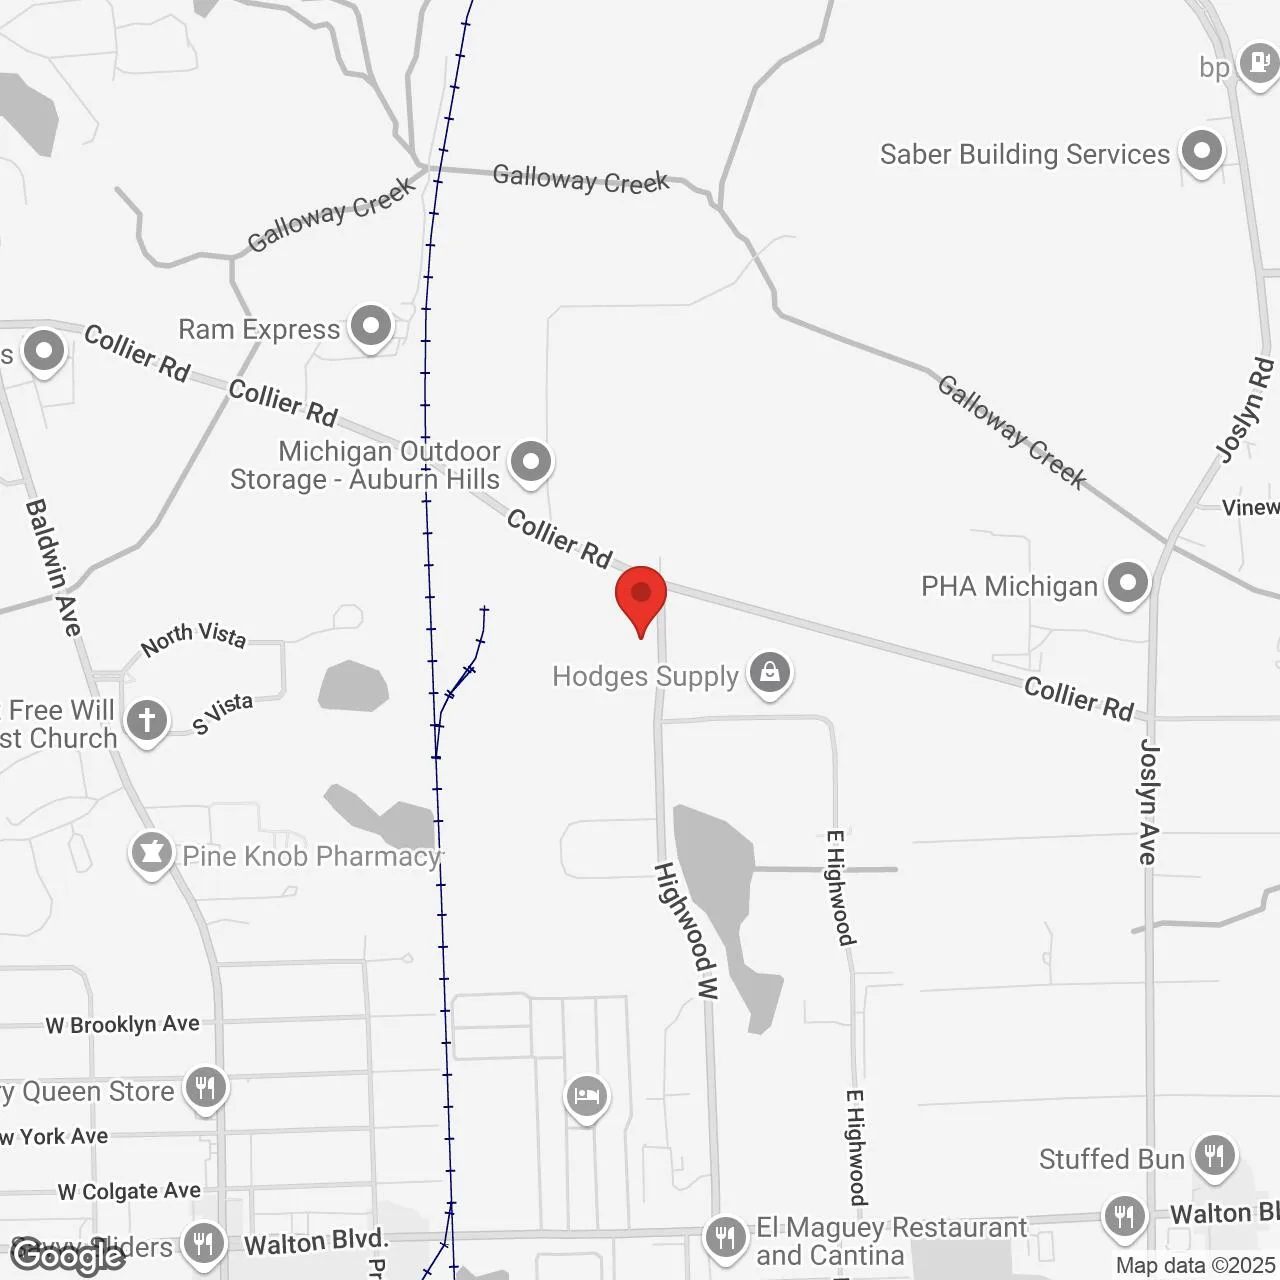 bp
Saber Building Services
Galloway Creek
Galloway Creek
Ram Express
s
Collier Rd
Collier Rd
Joslyn Rd
Galloway Creek
Michigan Outdoor
Storage - Auburn Hills
Vinew
Baldwin Ave
Collier Rd
PHA Michigan
North Vista
Hodges Supply
Collier Rd
Free Will
st Church
S Vista
Joslyn Ave
Pine Knob Pharmacy
E Highwood
Highwood W
W Brooklyn Ave
ry Queen Store
w York Ave
E Highwood
Stuffed Bun
W Colgate Ave
Walton Bl
El Maguey Restaurant
and Cantina
Walton Blvd.
Sliders
Google
Pr
Map data ©2025